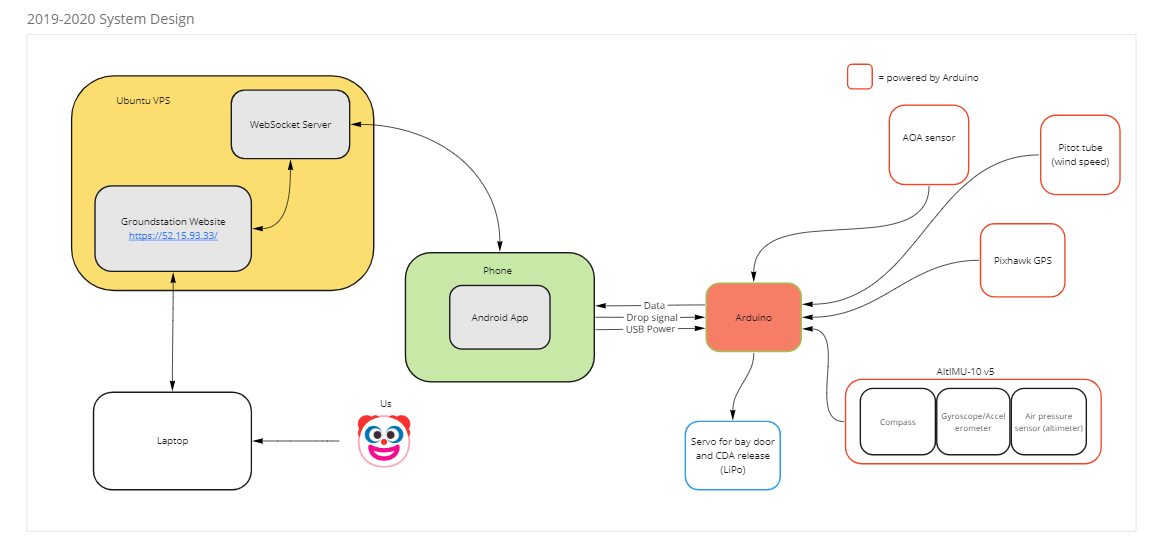 2019-2020 System Design
= powered by Arduino
Ubuntu VPS
WebSocket Server
Groundstation Website
https://52.15.93.33/
Laptop
Us
Phone
Android App
Data
Drop signal
USB Power
Arduino
AOA sensor
Pitot tube
(wind speed)
Pixhawk GPS
AltIMU-10 v5
Compass
Gyroscope/Accel
erometer
Air pressure
sensor (altimeter)
Servo for bay door
and CDA release
(LiPo)